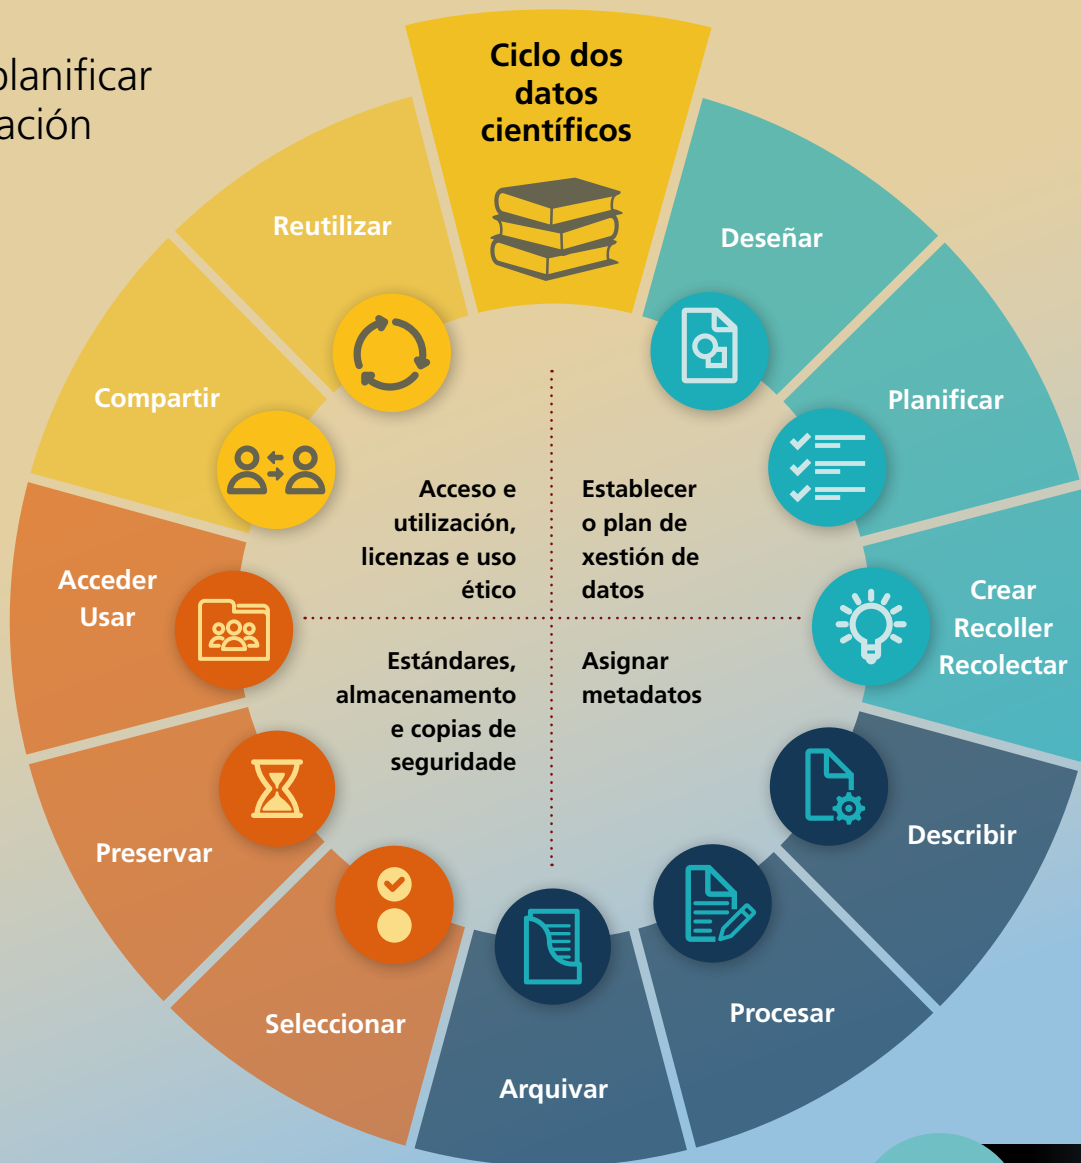 planificar
ación
Ciclo dos
datos
científicos
Deseñar
Planificar
Crear
Recoller
Recolectar
Describir
Procesar
Arquivar
Seleccionar
Preservar
Acceder
Usar
Compartir
Reutilizar
Acceso e
utilización,
licenzas e uso
ético
Establecer
o plan de
xestión de
datos
Estándares,
almacenamento
e copias de
seguridade
Asignar
metadatos